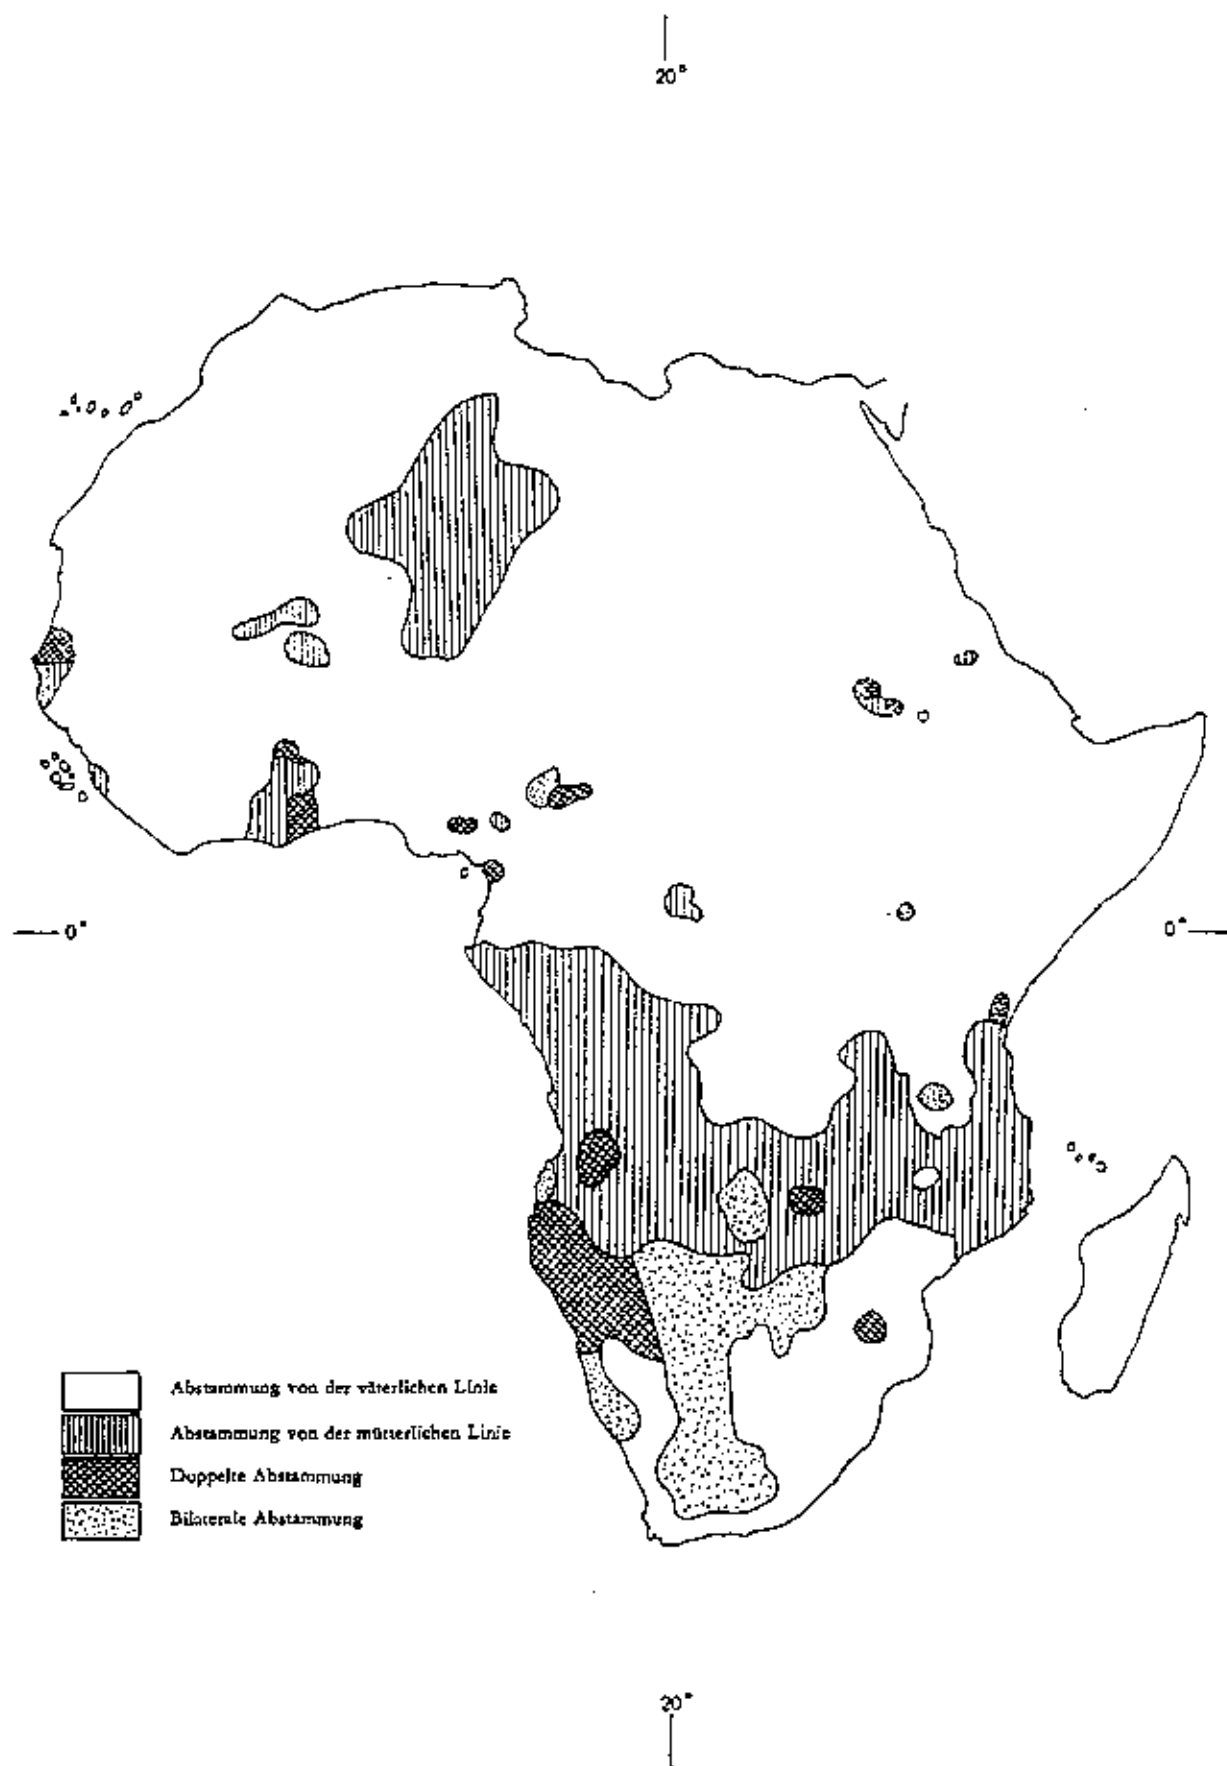 20°
0°
0°
Abstammung von der väterlichen Linie
Abstammung von der mütterlichen Linie
Doppelte Abstammung
Bilaterale Abstammung
20°